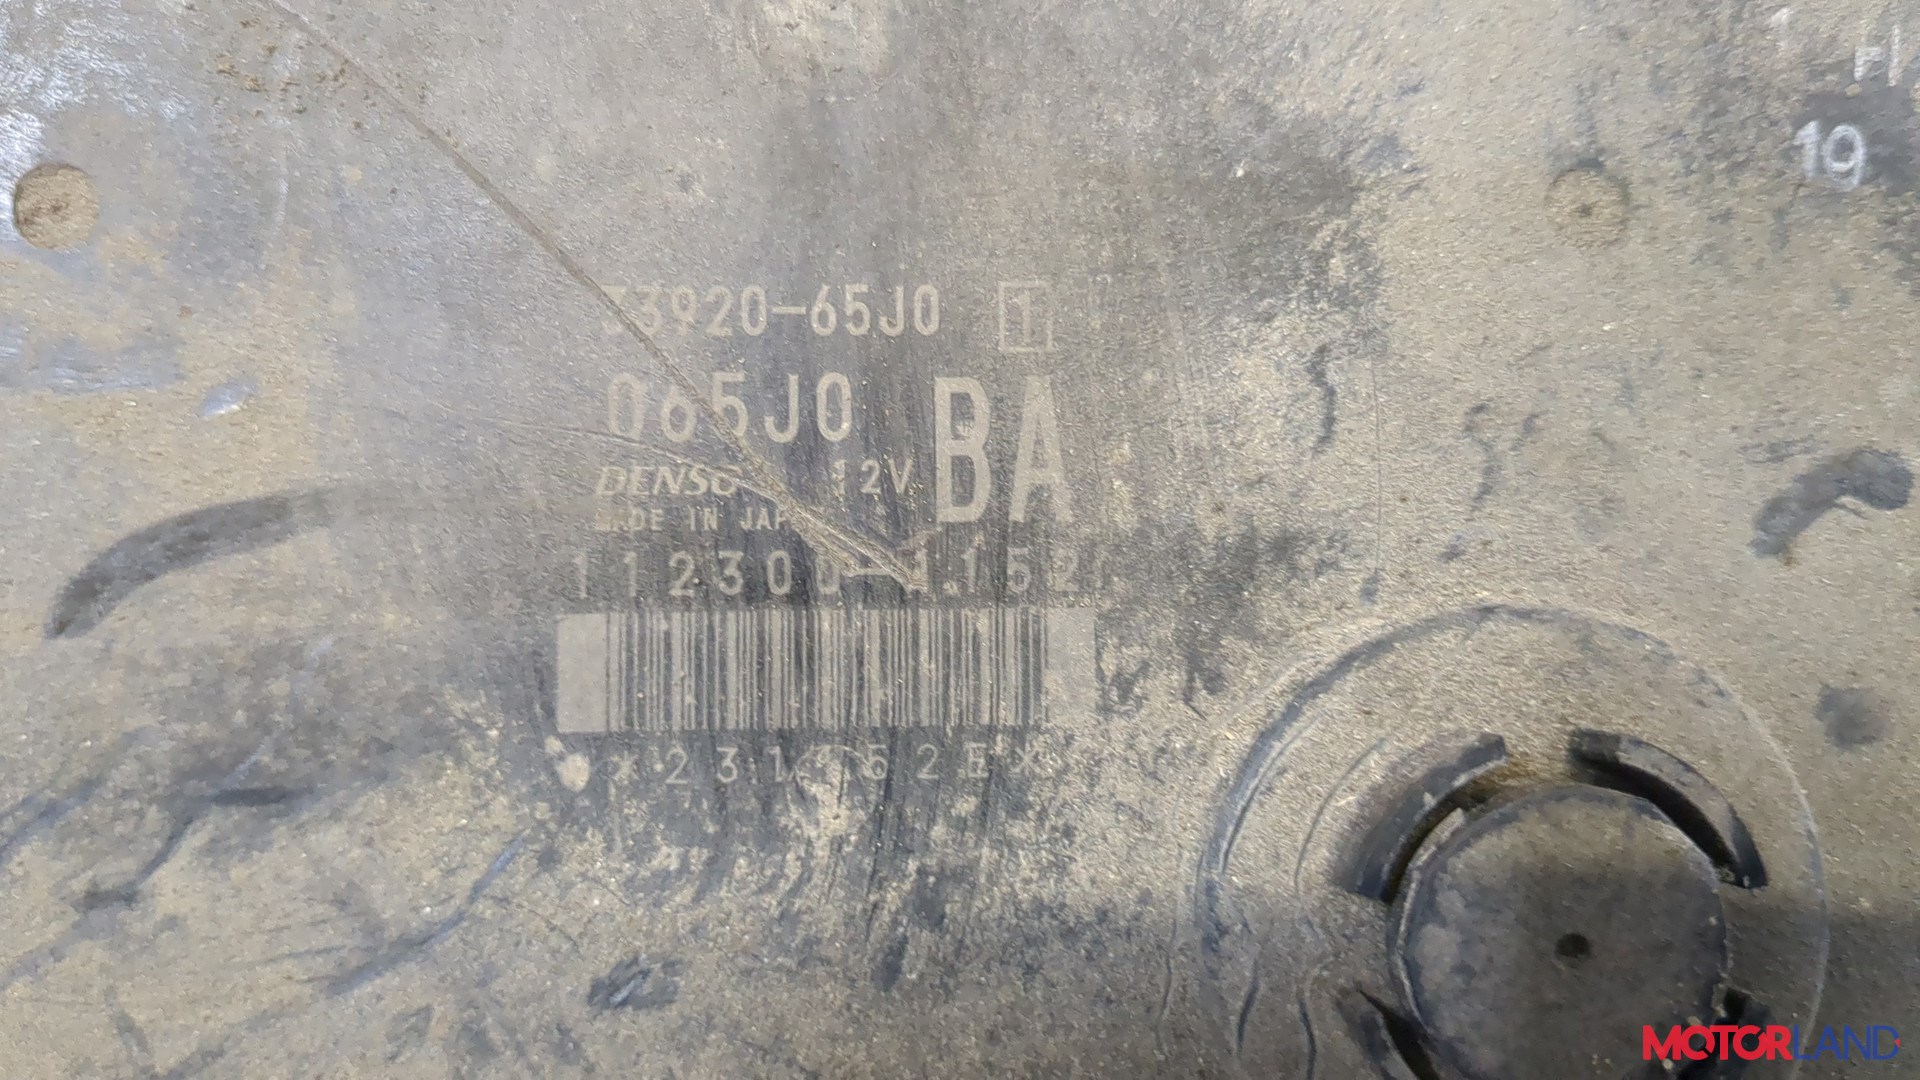 19
33920-65J0 1
065J0 BA
DENSO 12V
MADE IN JAPAN
112300-1152
MOTORLAND